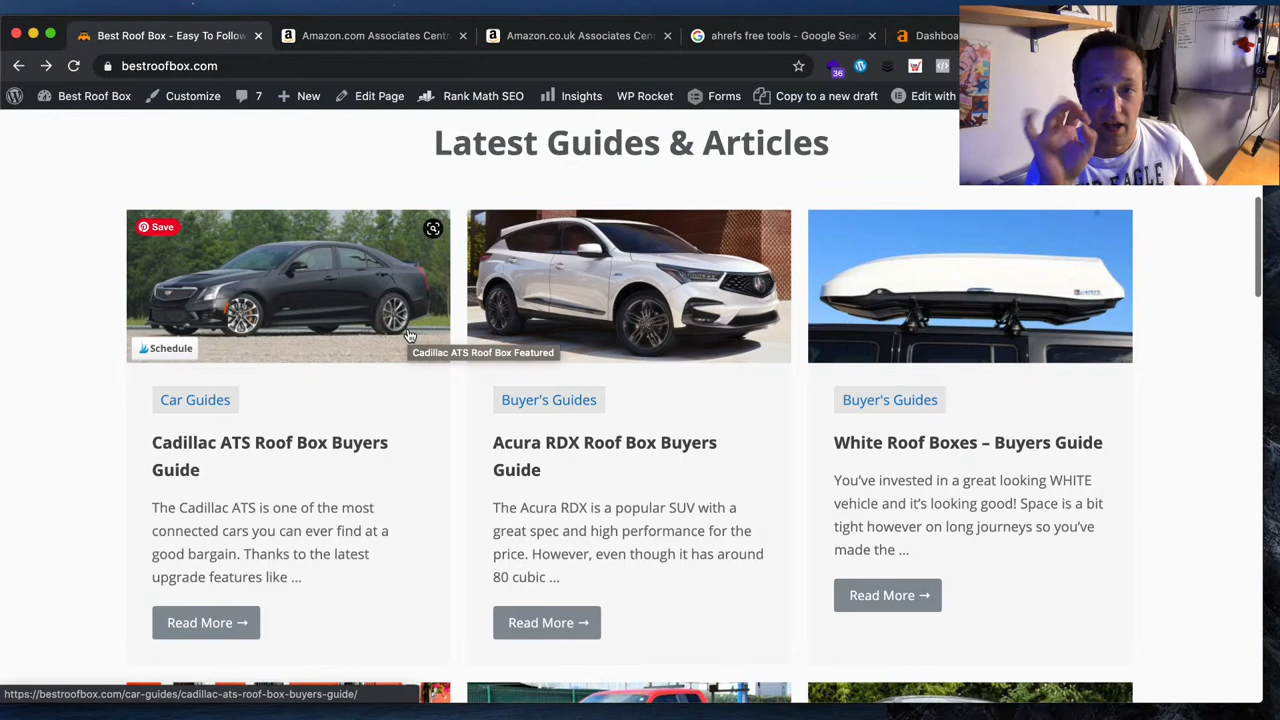 Best Roof Box - Easy To Follow
Amazon.com Associates Centr
Amazon.co.uk Associates Cen
ahrefs free tools - Google Sea
Dashboa
bestroofbox.com
36
Best Roof Box
Customize
7
New
Edit Page
Rank Math SEO
Insights
WP Rocket
Forms
Copy to a new draft
Edit with
Latest Guides & Articles
Save
Schedule
Cadillac ATS Roof Box Featured
Car Guides
Cadillac ATS Roof Box Buyers
Guide
The Cadillac ATS is one of the most
connected cars you can ever find at a
good bargain. Thanks to the latest
upgrade features like ...
Read More →
Buyer's Guides
Acura RDX Roof Box Buyers
Guide
The Acura RDX is a popular SUV with a
great spec and high performance for the
price. However, even though it has around
80 cubic ...
Read More →
Buyer's Guides
White Roof Boxes – Buyers Guide
You've invested in a great looking WHITE
vehicle and it's looking good! Space is a bit
tight however on long journeys so you've
made the ...
Read More →
https://bestroofbox.com/car-guides/cadillac-ats-roof-box-buyers-guide/
EAGLE